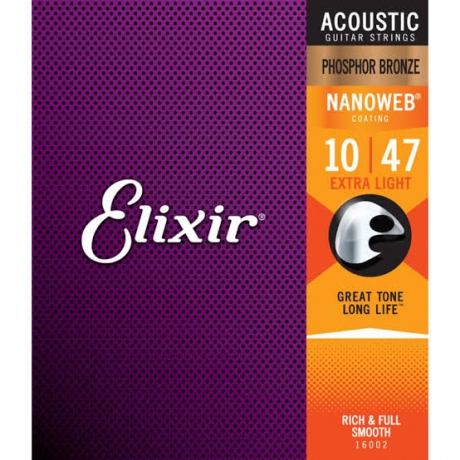 ACOUSTIC
GUITAR STRINGS
PHOSPHOR BRONZE
NANOWEB®
COATING
10 | 47
EXTRA LIGHT
Elixir®
GREAT TONE
LONG LIFE™
RICH & FULL
SMOOTH
16002